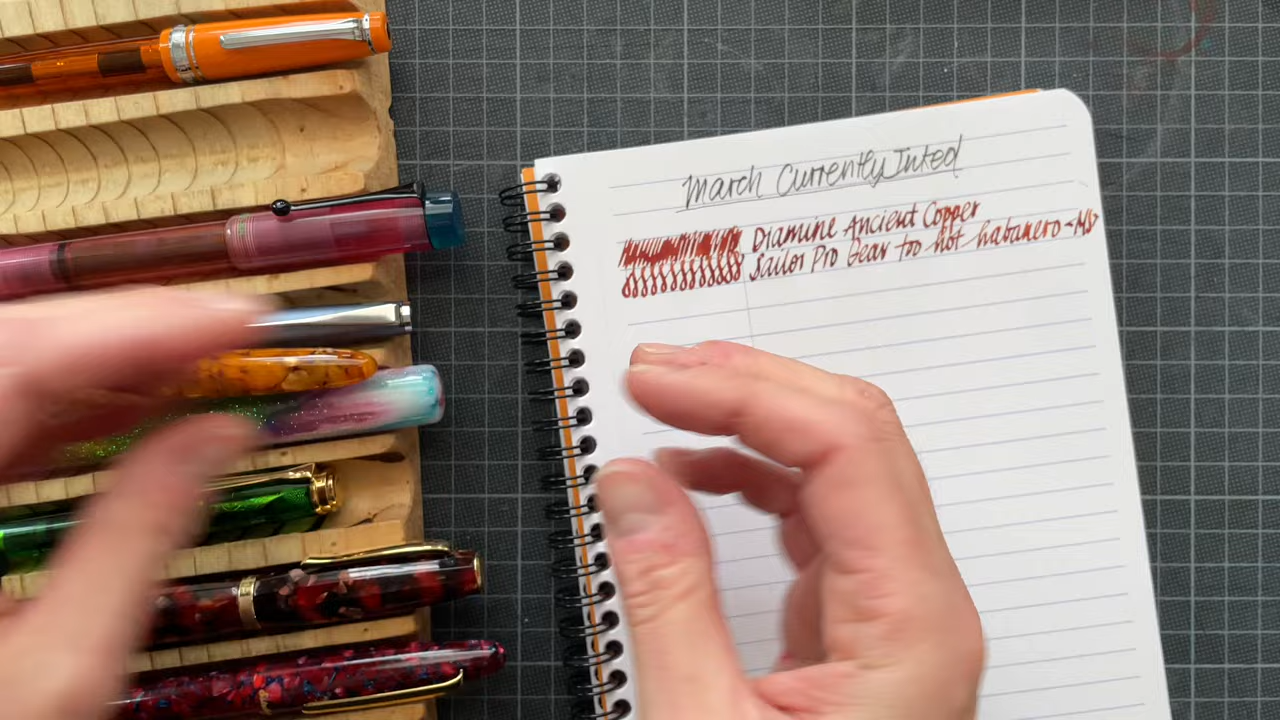 March Currently Inked
Diamine Ancient Copper
Sailor Pro Gear too hot habanero - MS